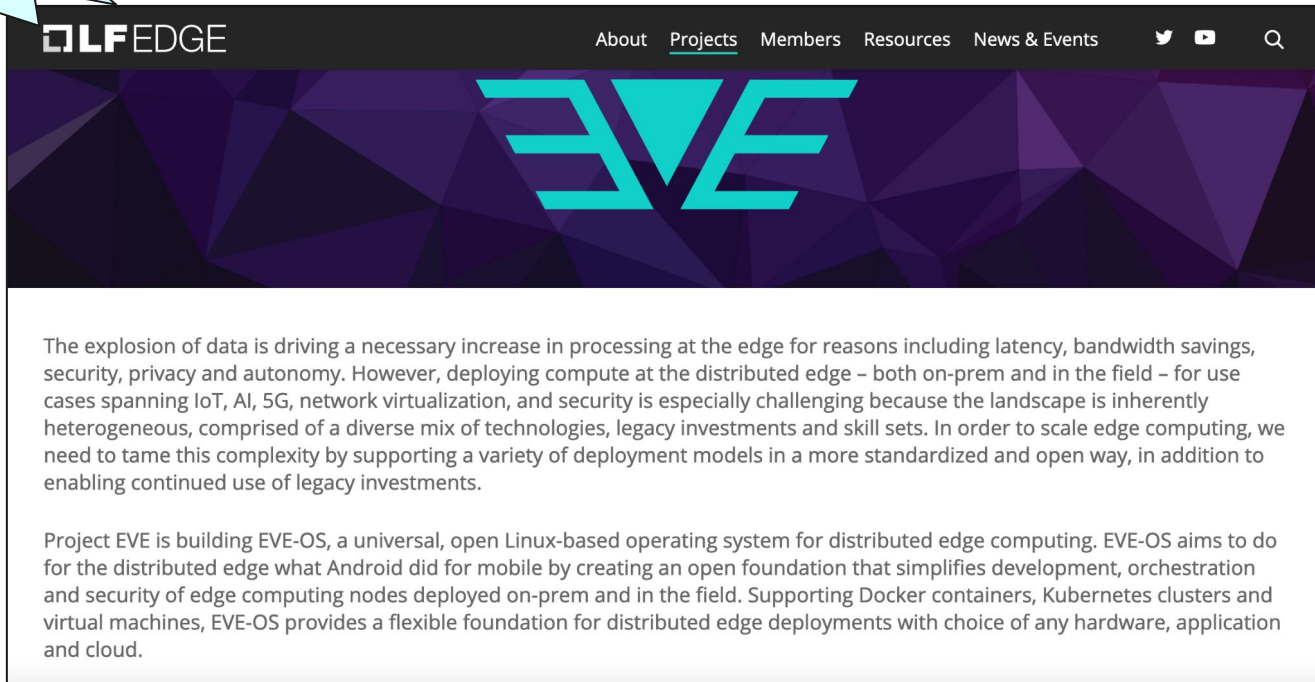 LFEDGE
About Projects Members Resources News & Events
EVE
The explosion of data is driving a necessary increase in processing at the edge for reasons including latency, bandwidth savings,
security, privacy and autonomy. However, deploying compute at the distributed edge – both on-prem and in the field – for use
cases spanning IoT, AI, 5G, network virtualization, and security is especially challenging because the landscape is inherently
heterogeneous, comprised of a diverse mix of technologies, legacy investments and skill sets. In order to scale edge computing, we
need to tame this complexity by supporting a variety of deployment models in a more standardized and open way, in addition to
enabling continued use of legacy investments.
Project EVE is building EVE-OS, a universal, open Linux-based operating system for distributed edge computing. EVE-OS aims to do
for the distributed edge what Android did for mobile by creating an open foundation that simplifies development, orchestration
and security of edge computing nodes deployed on-prem and in the field. Supporting Docker containers, Kubernetes clusters and
virtual machines, EVE-OS provides a flexible foundation for distributed edge deployments with choice of any hardware, application
and cloud.